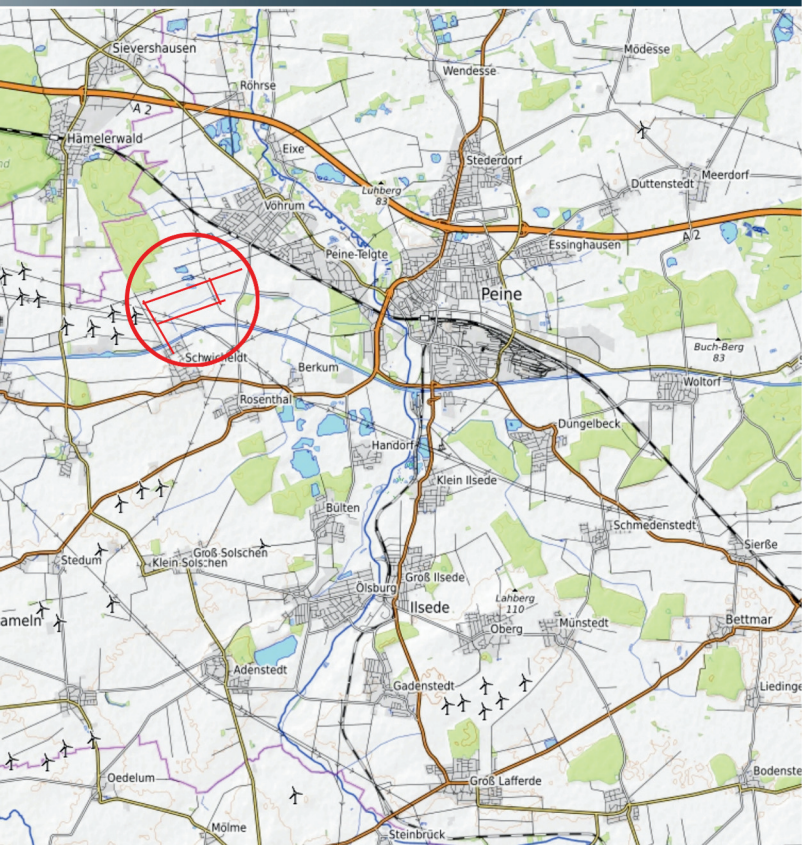 Sievershausen
Mödesse
Wendesse
Röhrse
A 2
Hämelerwald
Eixe
Stederdorf
Meerdorf
Duttenstedt
Luhberg
83
Vöhrum
A 2
Essinghausen
Peine-Telgte
Peine
Buch-Berg
83
Schwicheldt
Berkum
Woltorf
Rosenthal
Dungelbeck
Handorf
Klein Ilsede
Bülten
Schmedenstedt
Sierße
Groß Solschen
Stedum
Klein Solschen
Groß Ilsede
Ölsburg
Lahberg
110
Ilsede
ameln
Oberg
Münstedt
Bettmar
Adenstedt
Gadenstedt
Liedinge
Bodenste
Oedelum
Groß Lafferde
Mölme
Steinbrück